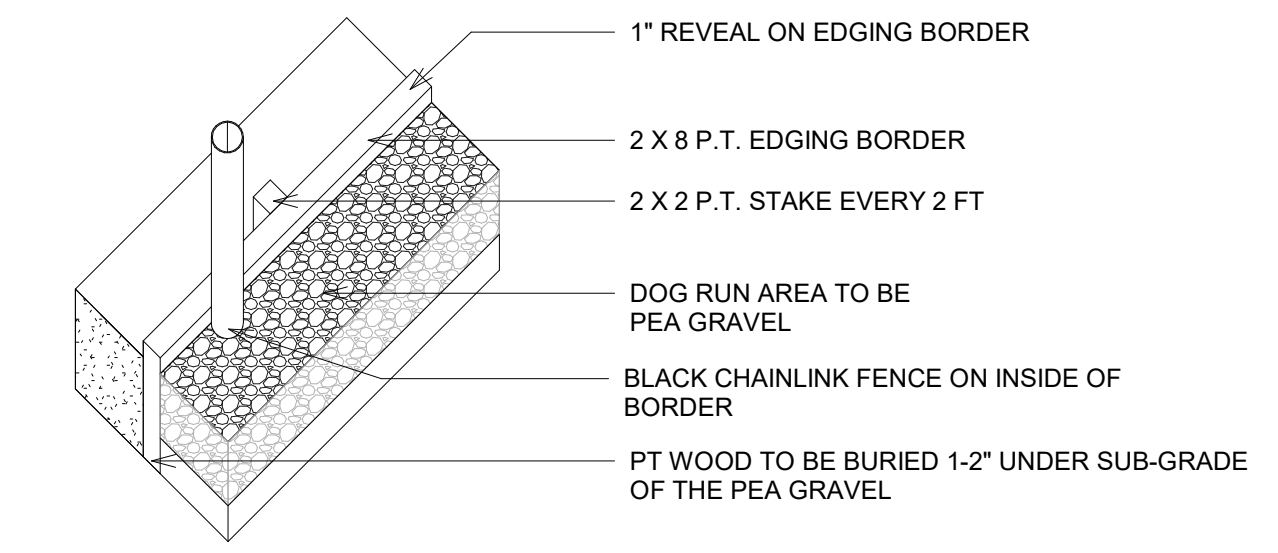 1" REVEAL ON EDGING BORDER
2 X 8 P.T. EDGING BORDER
2 X 2 P.T. STAKE EVERY 2 FT
DOG RUN AREA TO BE
PEA GRAVEL
BLACK CHAINLINK FENCE ON INSIDE OF
BORDER
PT WOOD TO BE BURIED 1-2" UNDER SUB-GRADE
OF THE PEA GRAVEL